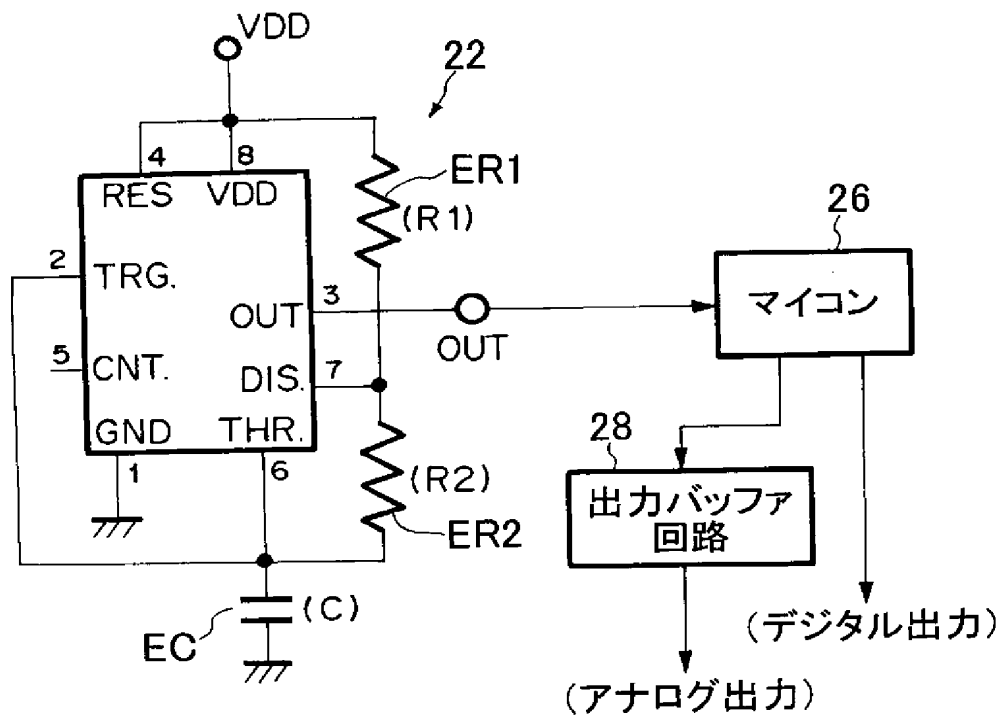 VDD
22
4
8
RES
VDD
ER1
(R1)
26
2
TRG.
3
OUT
OUT
マイコン
5
CNT.
DIS.
7
GND
THR.
1
6
(R2)
ER2
28
出力バッファ
回路
EC
(C)
(デジタル出力)
(アナログ出力)